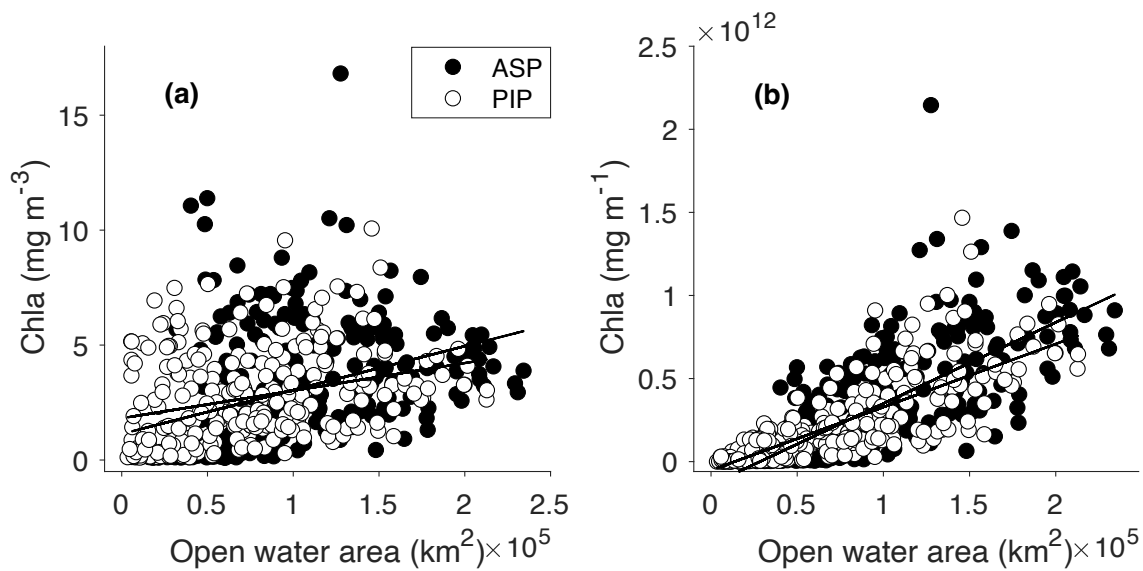 (a)
ASP
PIP
Chla (mg m⁻³)
15
10
5
0
0 0.5 1 1.5 2 2.5
Open water area (km²) × 10⁵
× 10¹²
(b)
Chla (mg m⁻¹)
2.5
2
1.5
1
0.5
0
0 0.5 1 1.5 2
Open water area (km²) × 10⁵